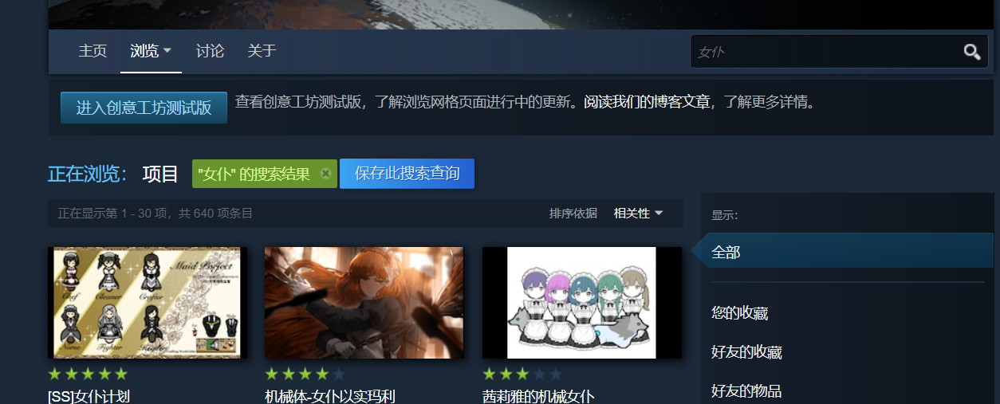 主页 浏览 讨论 关于 女仆
进入创意工坊测试版 查看创意工坊测试版，了解浏览网格页面进行中的更新。阅读我们的博客文章，了解更多详情。
正在浏览： 项目 "女仆" 的搜索结果 保存此搜索查询
正在显示第 1 - 30 项，共 640 项条目 排序依据 相关性
显示：
全部
Maid Project
Chef Cleaner Crafter
Nurse Fighter
您的收藏
好友的收藏
[SS]女仆计划 机械体-女仆以实玛利 茜莉雅的机械女仆
好友的物品